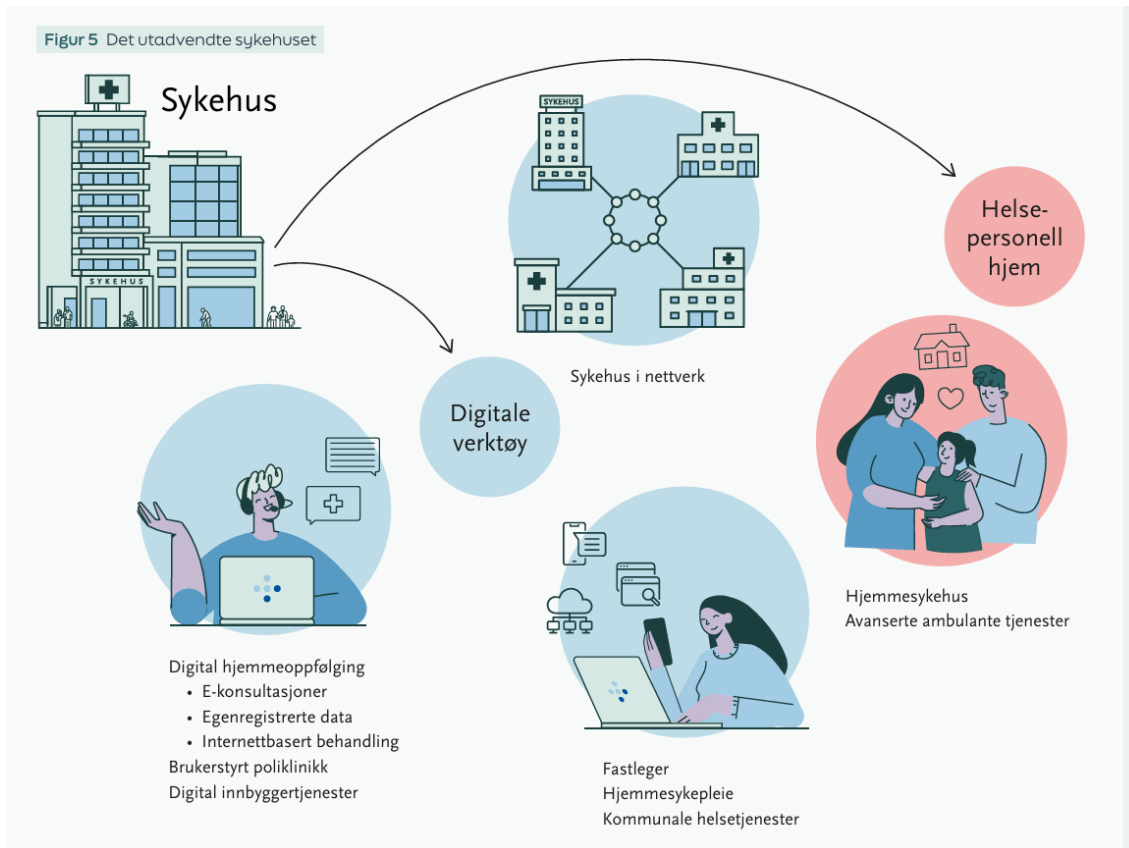 Figur 5 Det utadvendte sykehuset
Sykehus
SYKEHUS
SYKEHUS
Helse-
personell
hjem
Sykehus i nettverk
Digitale
verktøy
Hjemmesykehus
Avanserte ambulante tjenester
Digital hjemmeoppfølging
• E-konsultasjoner
• Egenregistrerte data
• Internettbasert behandling
Brukerstyrt poliklinikk
Digital innbyggertjenester
Fastleger
Hjemmesykepleie
Kommunale helsetjenester